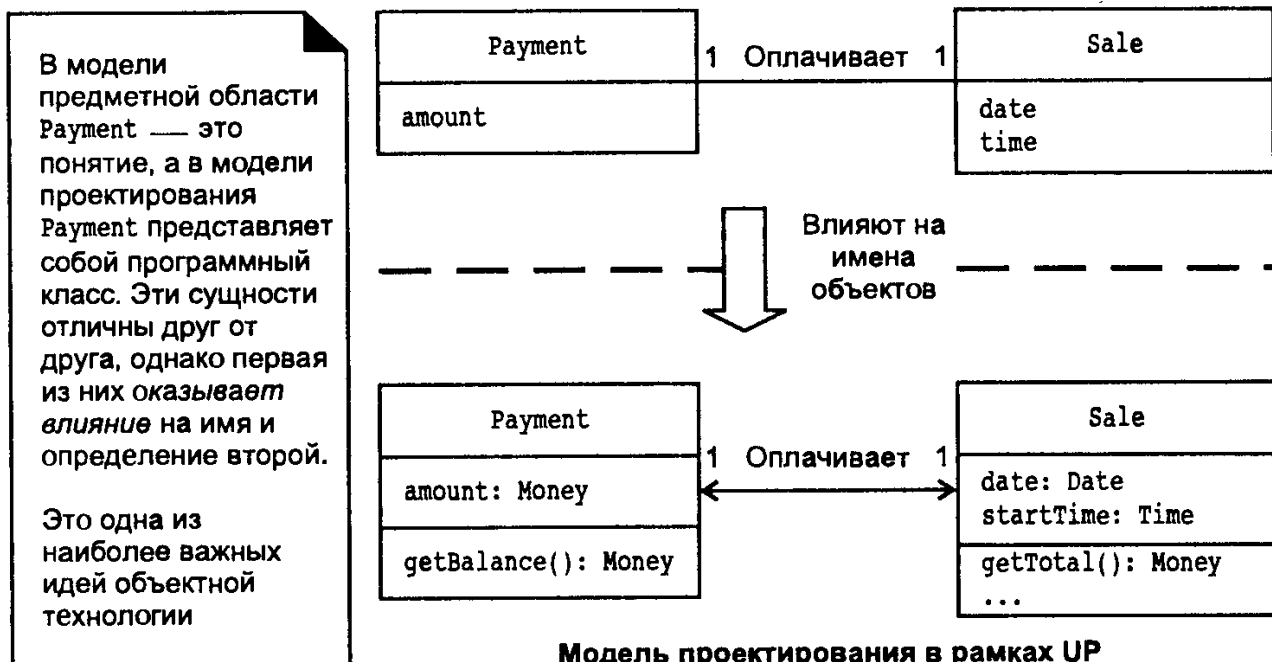 В модели
предметной области
Payment — это
понятие, а в модели
проектирования
Payment представляет
собой программный
класс. Эти сущности
отличны друг от
друга, однако первая
из них оказывает
влияние на имя и
определение второй.
Это одна из
наиболее важных
идей объектной
технологии
Payment
amount
1 Оплачивает 1
Sale
date
time
Влияют на
имена
объектов
Payment
amount: Money
getBalance(): Money
1 Оплачивает 1
Sale
date: Date
startTime: Time
getTotal(): Money
...
Модель проектирования в рамках UP